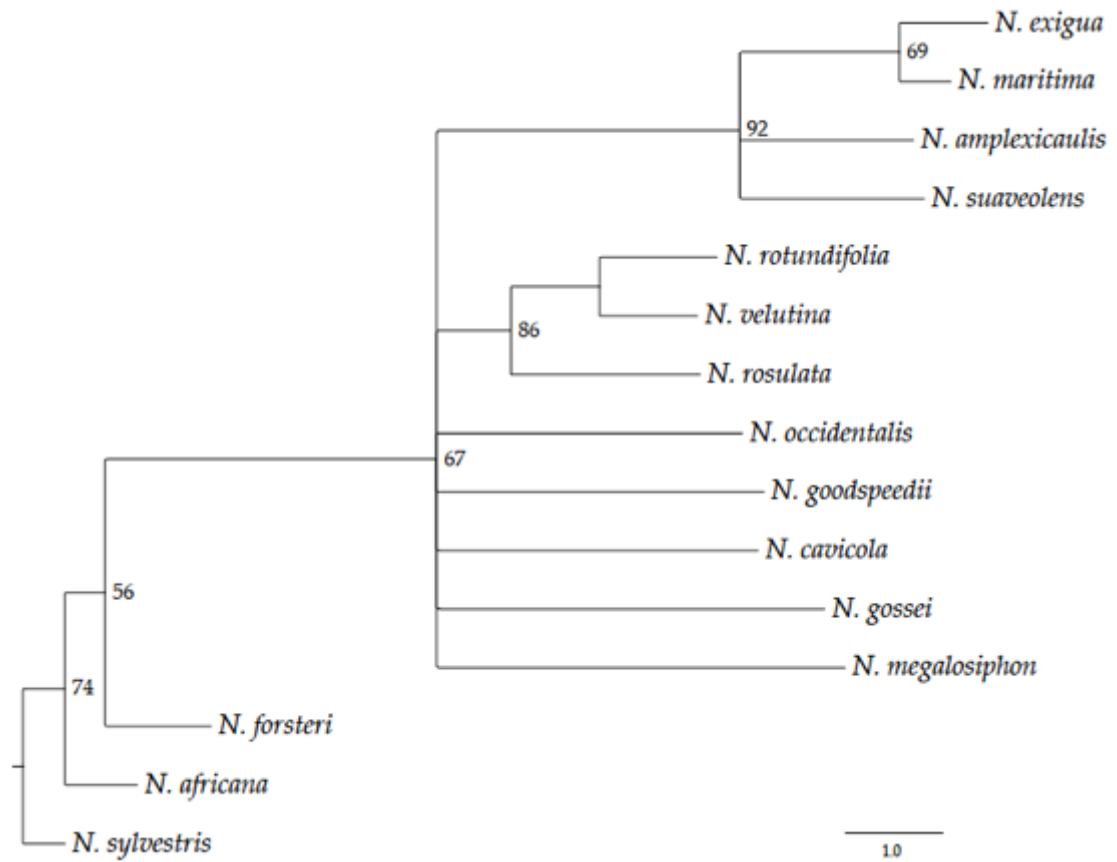 N. exigua
69
N. maritima
92
N. amplexicaulis
N. suaveolens
N. rotundifolia
N. velutina
86
N. rosulata
N. occidentalis
67
N. goodspeedii
N. cavicola
56
N. gossei
N. megalosiphon
74
N. forsteri
N. africana
N. sylvestris
1.0